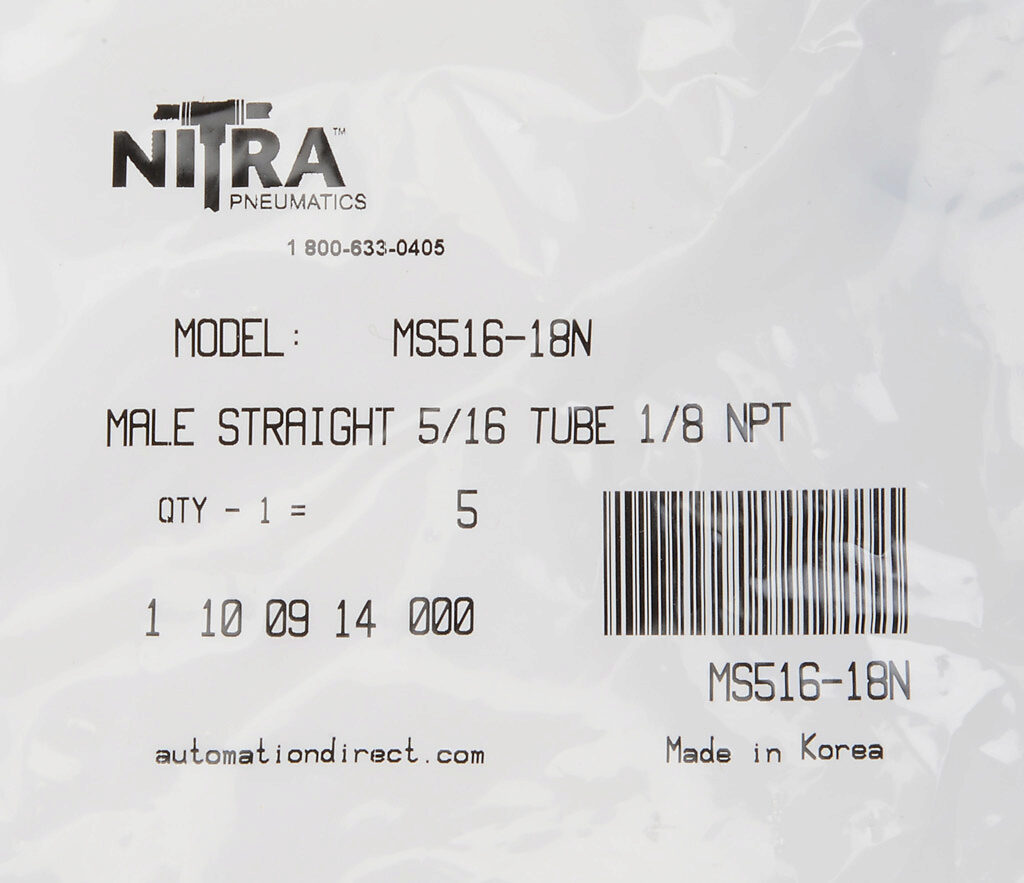 NITRA™
PNEUMATICS
1 800-633-0405
MODEL: MS516-18N
MALE STRAIGHT 5/16 TUBE 1/8 NPT
QTY - 1 = 5
1 10 09 14 000
MS516-18N
automationdirect.com Made in Korea